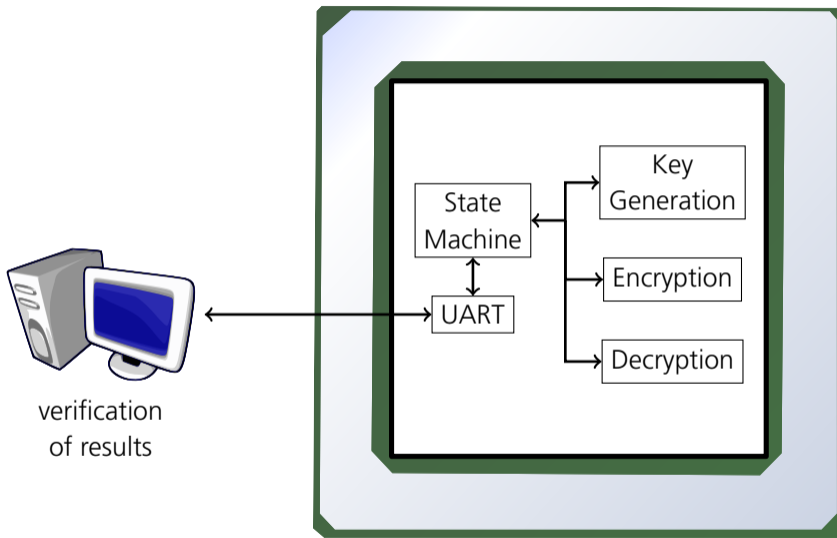 Key
Generation
State
Machine
Encryption
UART
Decryption
verification
of results